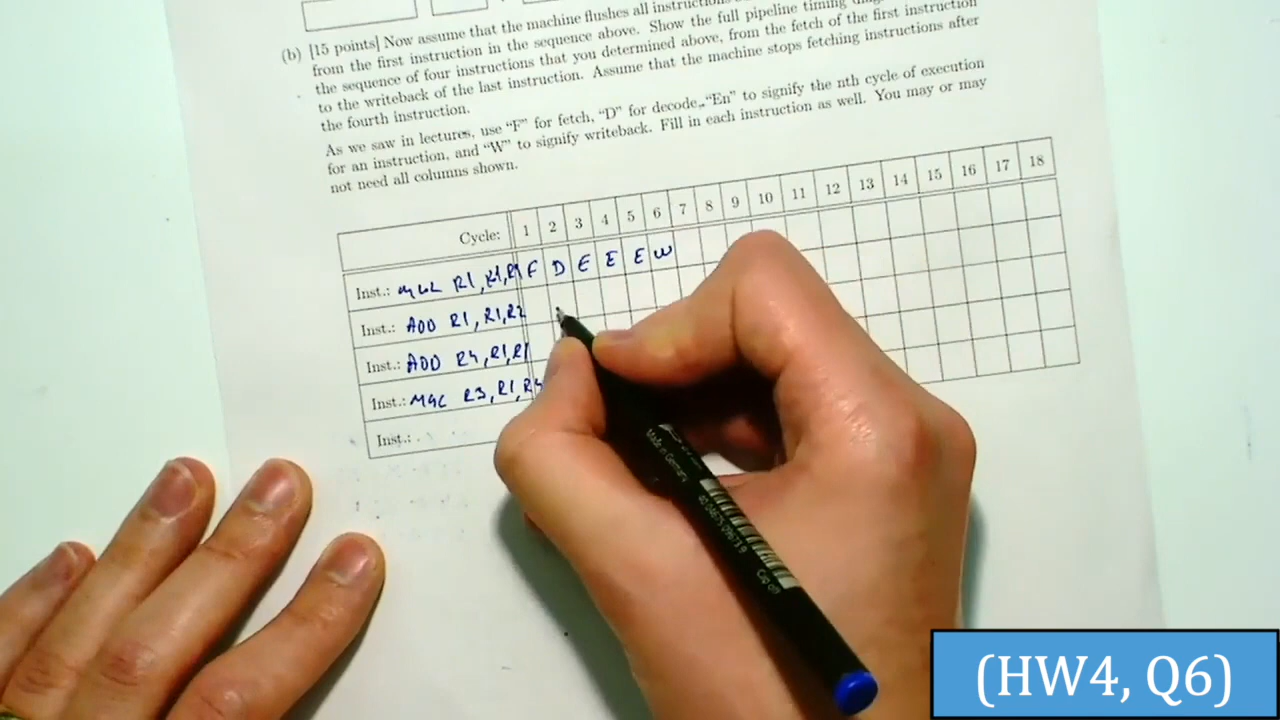 (b) [15 points] Now assume that the machine flushes all instructions
from the first instruction in the sequence above. Show the full pipeline timing
the sequence of four instructions that you determined above, from the fetch of the first instruction
to the writeback of the last instruction. Assume that the machine stops fetching instructions after
the fourth instruction.
As we saw in lectures, use “F” for fetch, “D” for decode, “En” to signify the nth cycle of execution
for an instruction, and “W” to signify writeback. Fill in each instruction as well. You may or may
not need all columns shown.
Cycle: 1 2 3 4 5 6 7 8 9 10 11 12 13 14 15 16 17 18
Inst.: MUL R1, R1, R1 F D E E E W
Inst.: ADD R1, R1, R2
Inst.: ADD R4, R1, R1
Inst.: R3, R1, R4
Inst.:
Made in Germany
Cap off
(HW4, Q6)